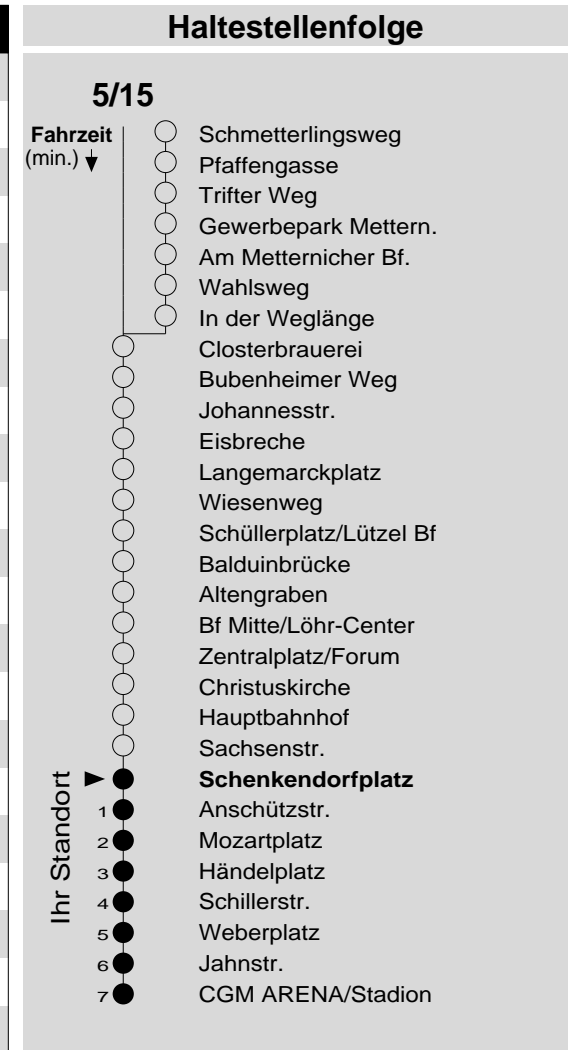 Haltestellenfolge
5/15
Fahrzeit
(min.)
Schmetterlingsweg
Pfaffengasse
Trifter Weg
Gewerbepark Mettern.
Am Metternicher Bf.
Wahlsweg
In der Weglänge
Closterbrauerei
Bubenheimer Weg
Johannesstr.
Eisbreche
Langemarckplatz
Wiesenweg
Schüllerplatz/Lützel Bf
Balduinbrücke
Altengraben
Bf Mitte/Löhr-Center
Zentralplatz/Forum
Christuskirche
Hauptbahnhof
Sachsenstr.
Ihr Standort
Schenkendorfplatz
1 Anschützstr.
2 Mozartplatz
3 Händelplatz
4 Schillerstr.
5 Weberplatz
6 Jahnstr.
7 CGM ARENA/Stadion